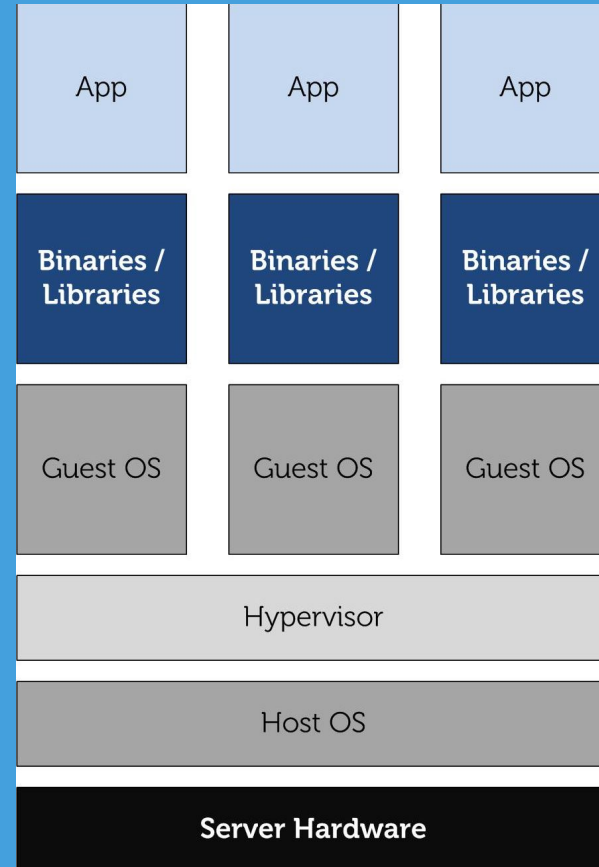 App App App
Binaries / Binaries / Binaries /
Libraries Libraries Libraries
Guest OS Guest OS Guest OS
Hypervisor
Host OS
Server Hardware